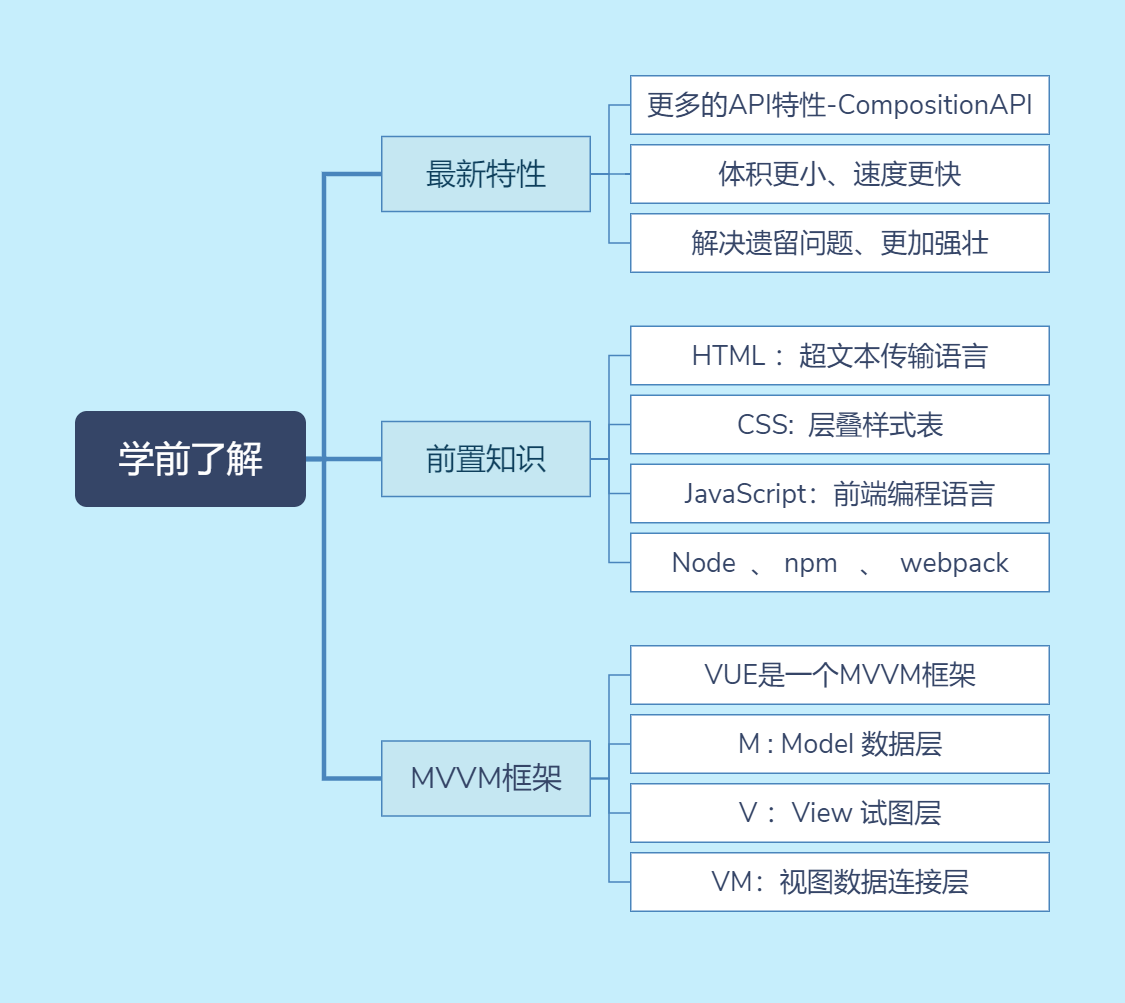 学前了解
最新特性
更多的API特性-CompositionAPI
体积更小、速度更快
解决遗留问题、更加强壮
前置知识
HTML ：超文本传输语言
CSS: 层叠样式表
JavaScript：前端编程语言
Node 、 npm 、 webpack
MVVM框架
VUE是一个MVVM框架
M : Model 数据层
V ：View 试图层
VM：视图数据连接层